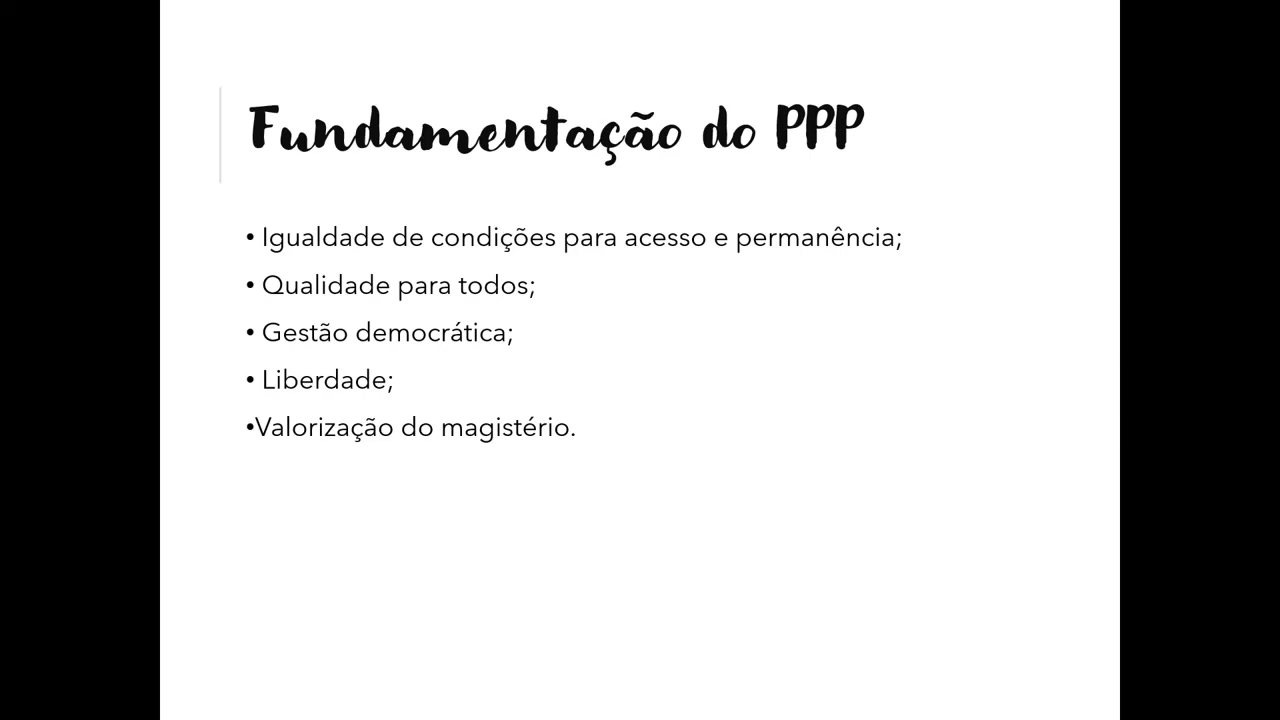 Fundamentação do PPP
• Igualdade de condições para acesso e permanência;
• Qualidade para todos;
• Gestão democrática;
• Liberdade;
•Valorização do magistério.